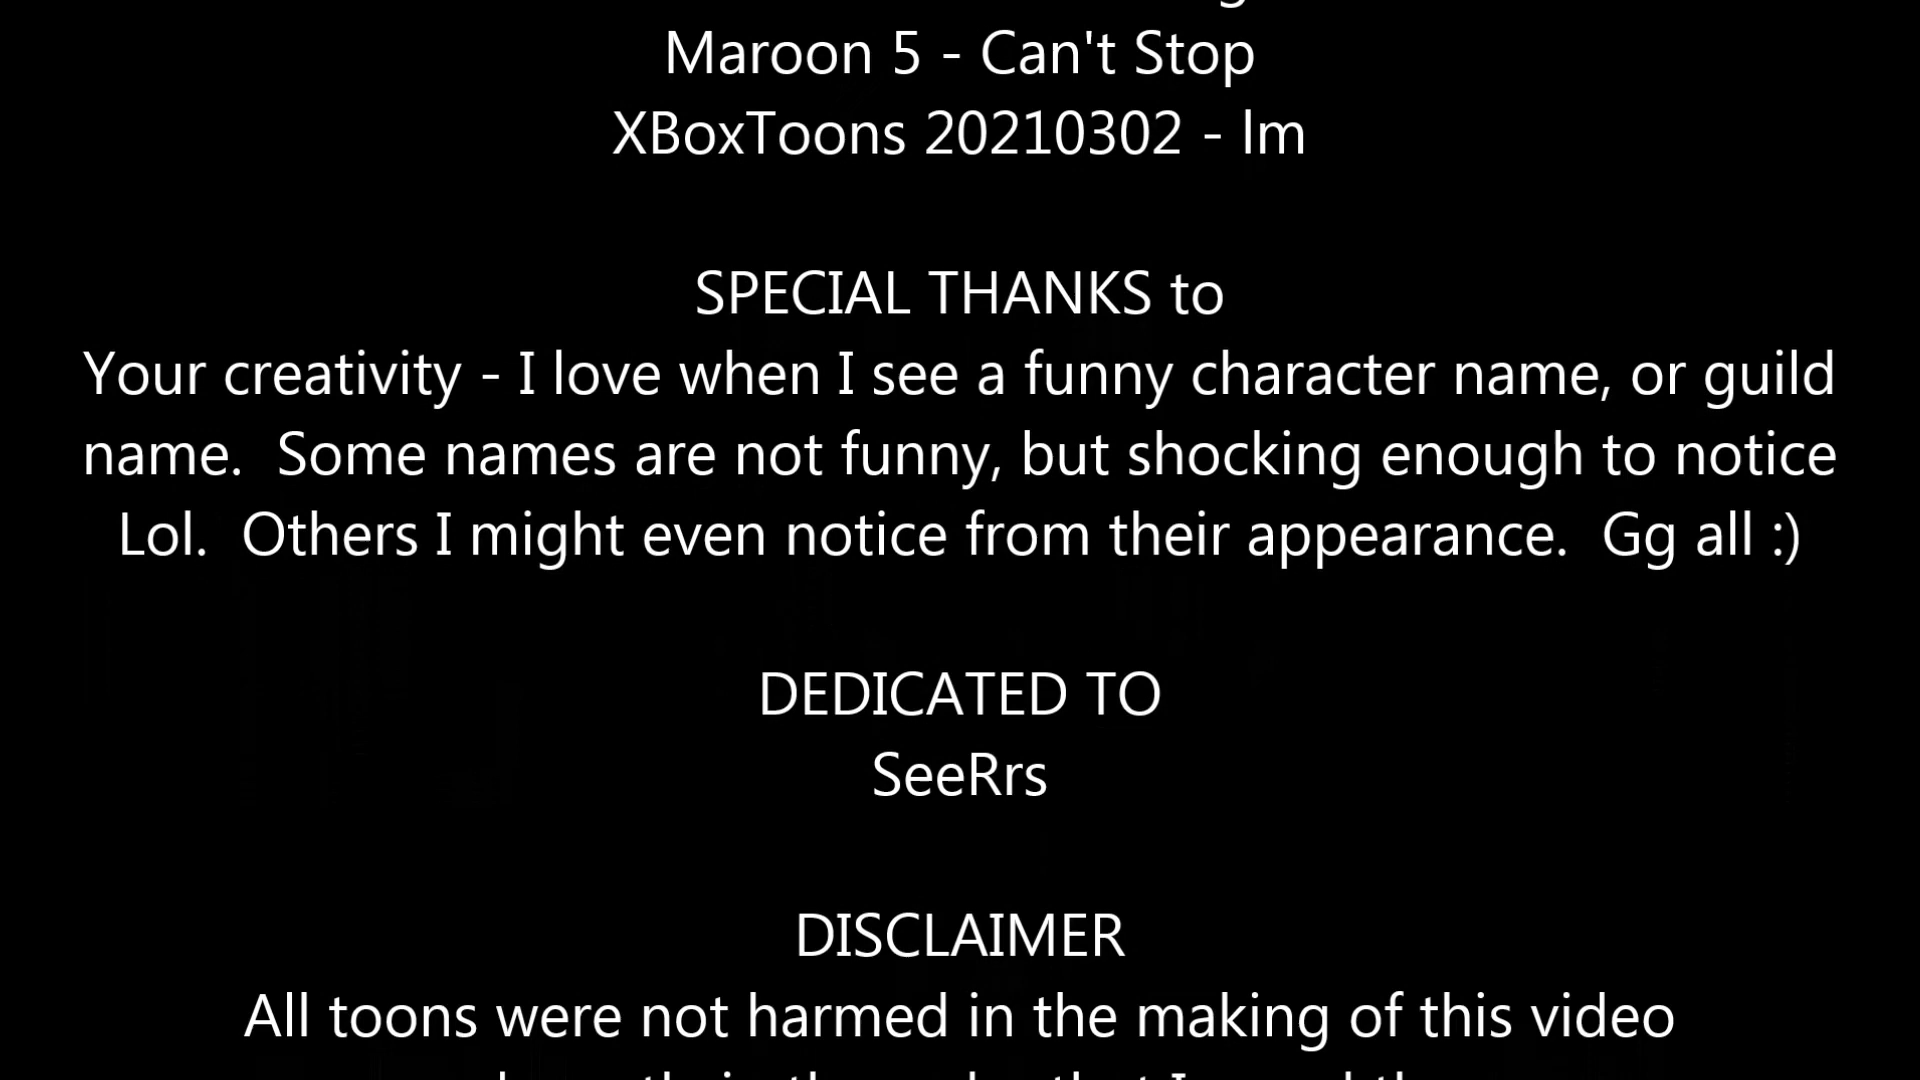 Maroon 5 - Can't Stop
XBoxToons 20210302 - lm
SPECIAL THANKS to
Your creativity - I love when I see a funny character name, or guild
name.  Some names are not funny, but shocking enough to notice
Lol.  Others I might even notice from their appearance.  Gg all :)
DEDICATED TO
SeeRrs
DISCLAIMER
All toons were not harmed in the making of this video